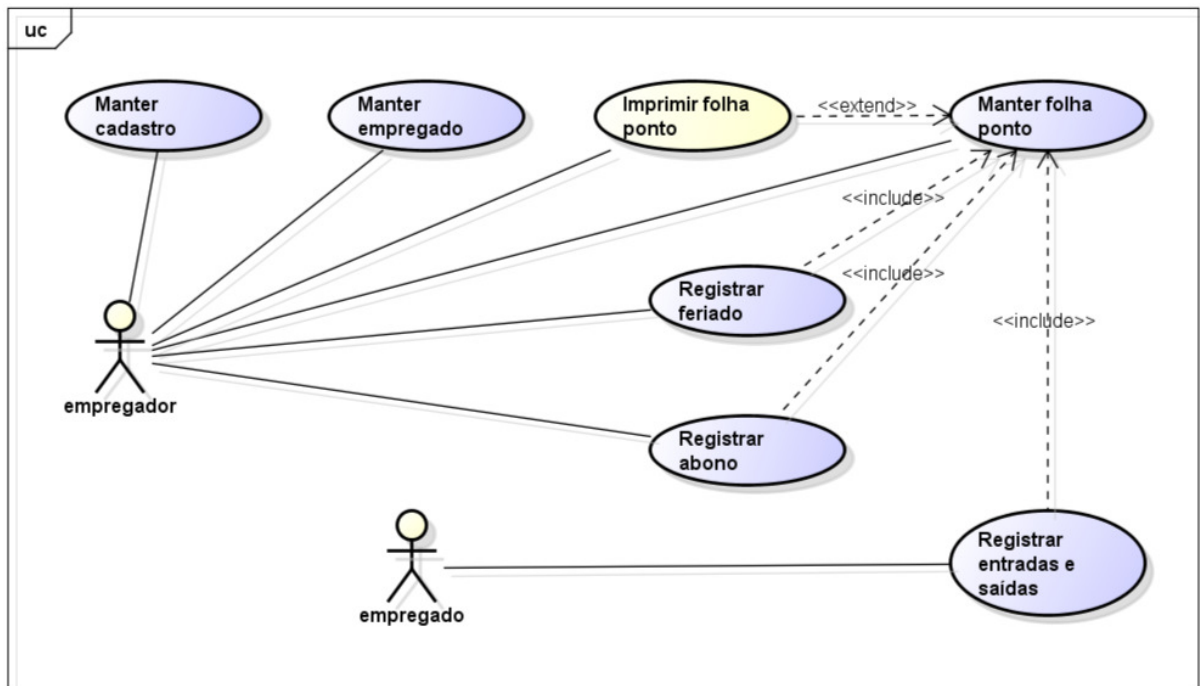 uc
Manter
cadastro
Manter
empregado
Imprimir folha
ponto
<<extend>>
Manter folha
ponto
<<include>>
Registrar
feriado
<<include>>
<<include>>
empregador
Registrar
abono
Registrar
entradas e
saídas
empregado